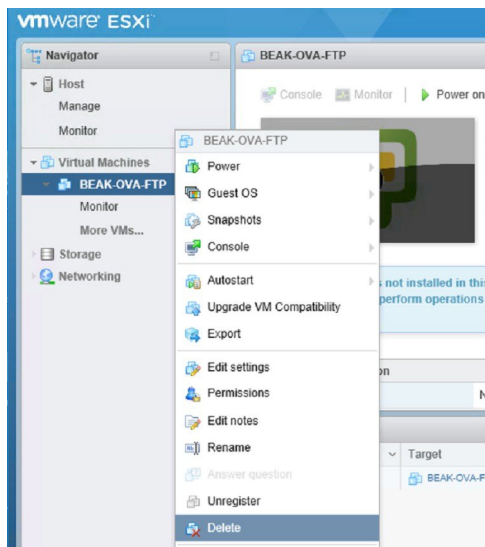 vmware ESXi
Navigator
BEAK-OVA-FTP
Host
Console Monitor Power on
Manage
Monitor
BEAK-OVA-FTP
Virtual Machines
Power
BEAK-OVA-FTP
Guest OS
Monitor
Snapshots
More VMs...
Console
Storage
Networking
Autostart
s not installed in this
Upgrade VM Compatibility
perform operations
Export
Edit settings
on
Permissions
N
Edit notes
Rename
Target
Answer question
BEAK-OVA-F
Unregister
Delete